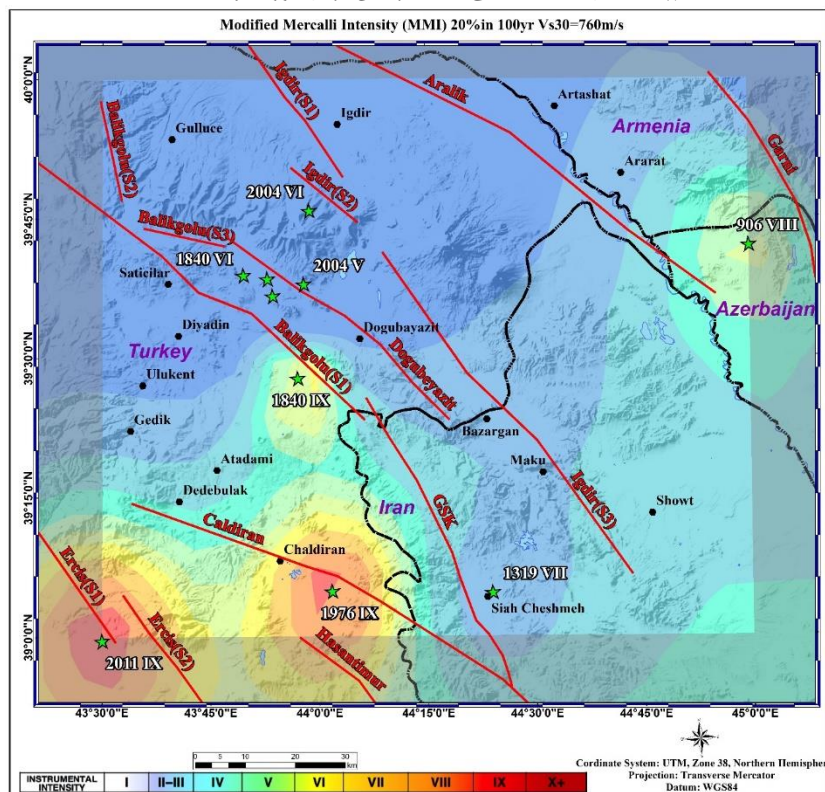 Modified Mercalli Intensity (MMI) 20%in 100yr Vs30=760m/s
40°0'0"N
39°45'0"N
39°30'0"N
39°15'0"N
39°0'0"N
Igdir(S1)
Aralik
Artashat
Balikgolu(S2)
Gulluce
Igdir
Armenia
Garni
Ararat
2004 VI
Igdir(S2)
Balikgolu(S3)
906 VIII
1840 VI
2004 V
Saticilar
Azerbaijan
Diyadin
Dogubayazit
Turkey
Balikgolu(S1)
Dogubeyazit
Ulukent
1840 IX
Gedik
Bazargan
Atadami
Maku
Dedebulak
Iran
GSK
Igdir(S3)
Showt
Caldiran
Chaldiran
Ercis(S1)
1319 VII
1976 IX
Siah Cheshmeh
Ercis(S2)
Hasantimur
2011 IX
43°30'0"E
43°45'0"E
44°0'0"E
44°15'0"E
44°30'0"E
44°45'0"E
45°0'0"E
0 5 10 20 30
km
INSTRUMENTAL INTENSITY
I II-III IV V VI VII VIII IX X+
Cordinate System: UTM, Zone 38, Northern Hemispher
Projection: Transverse Mercator
Datum: WGS84